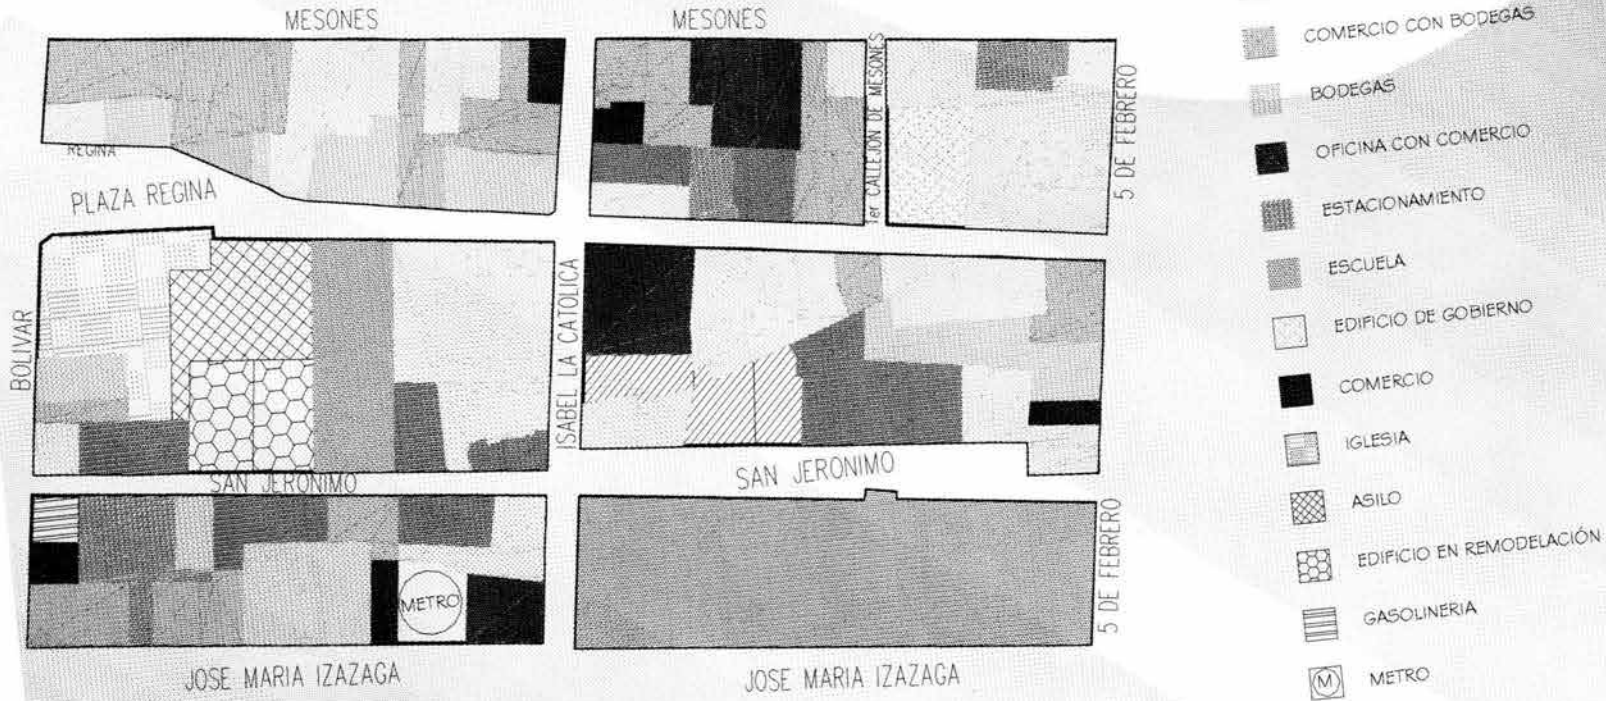 MESONES
MESONES
1er CALLEJON DE MESONES
5 DE FEBRERO
REGINA
PLAZA REGINA
BOLIVAR
ISABEL LA CATOLICA
SAN JERONIMO
SAN JERONIMO
METRO
5 DE FEBRERO
JOSE MARIA IZAZAGA
JOSE MARIA IZAZAGA
COMERCIO CON BODEGAS
BODEGAS
OFICINA CON COMERCIO
ESTACIONAMIENTO
ESCUELA
EDIFICIO DE GOBIERNO
COMERCIO
IGLESIA
ASILO
EDIFICIO EN REMODELACIÓN
GASOLINERIA
M METRO